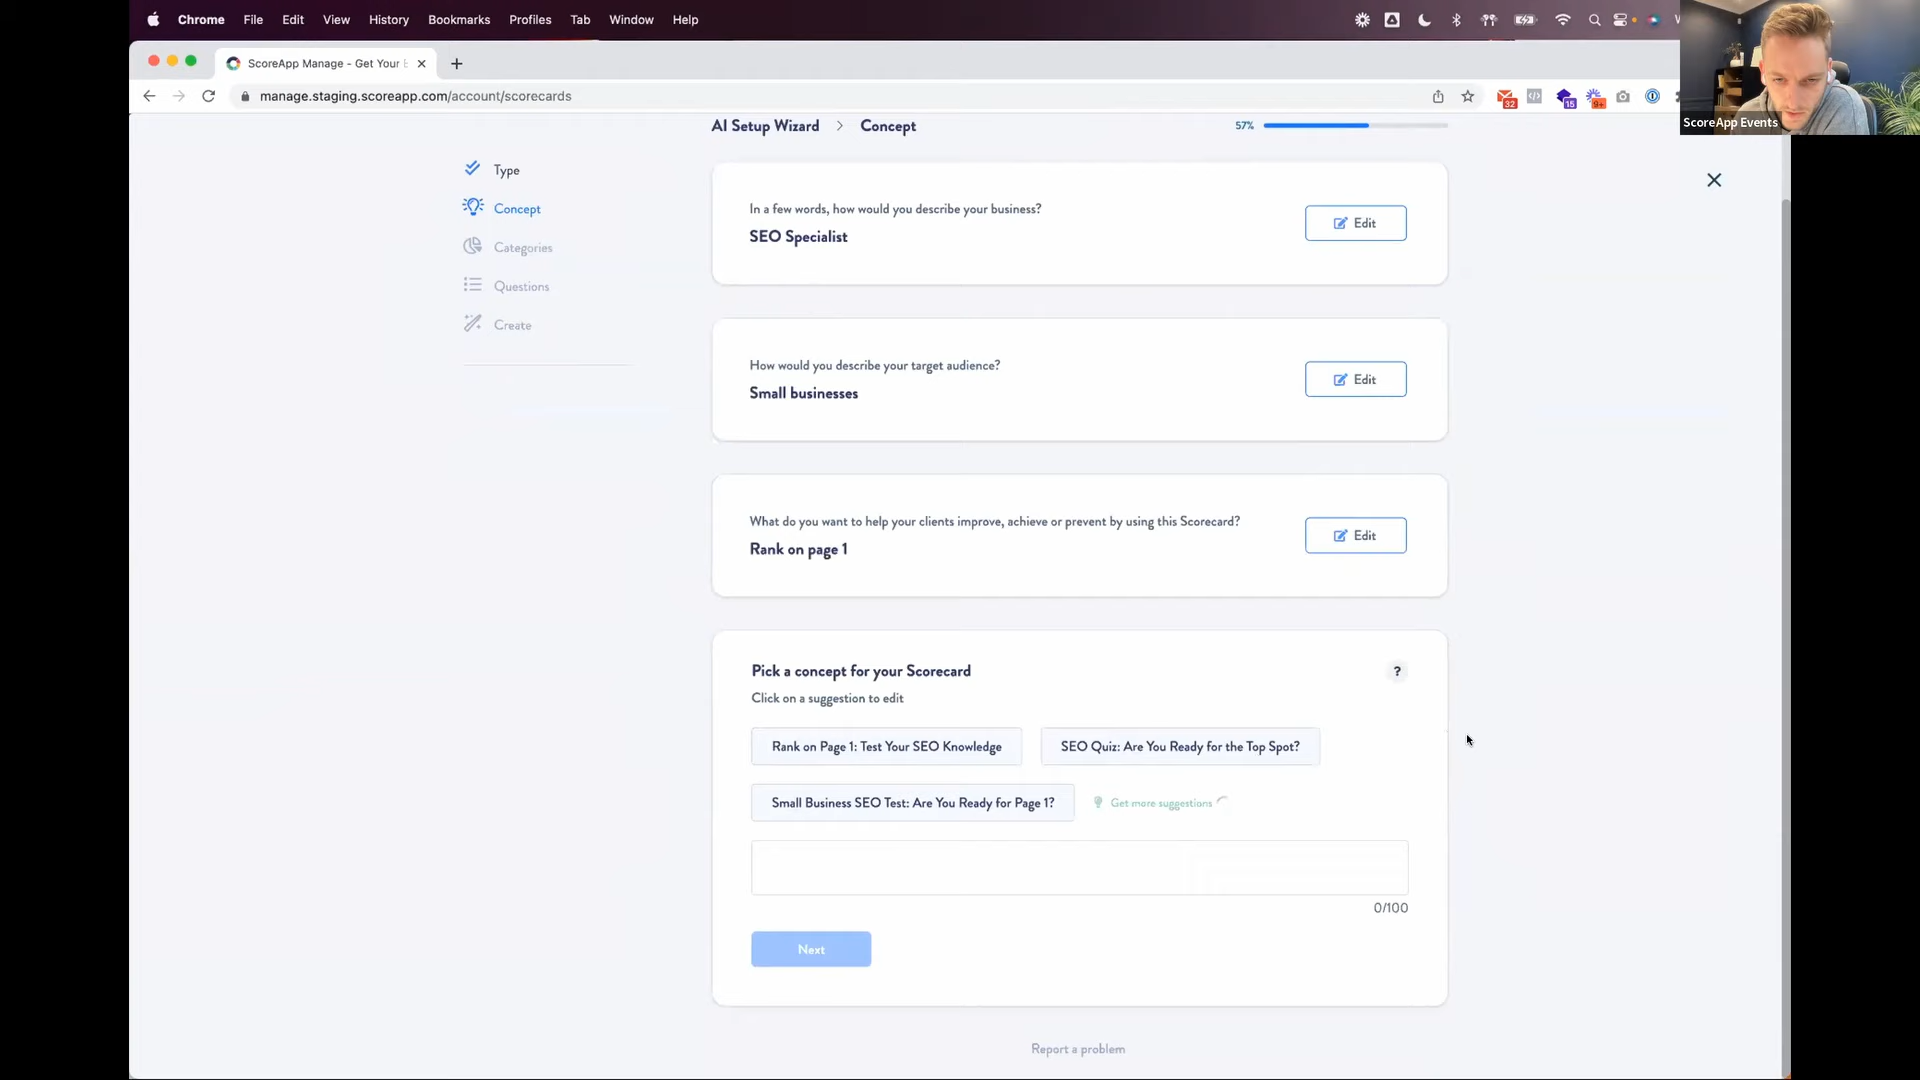 Chrome File Edit View History Bookmarks Profiles Tab Window Help
ScoreApp Manage - Get Your
manage.staging.scoreapp.com/account/scorecards
32
15
9+
ScoreApp Events
AI Setup Wizard > Concept
57%
Type
Concept
Categories
Questions
Create
In a few words, how would you describe your business?
SEO Specialist
Edit
How would you describe your target audience?
Small businesses
Edit
What do you want to help your clients improve, achieve or prevent by using this Scorecard?
Rank on page 1
Edit
Pick a concept for your Scorecard
?
Click on a suggestion to edit
Rank on Page 1: Test Your SEO Knowledge
SEO Quiz: Are You Ready for the Top Spot?
Small Business SEO Test: Are You Ready for Page 1?
Get more suggestions
0/100
Next
Report a problem